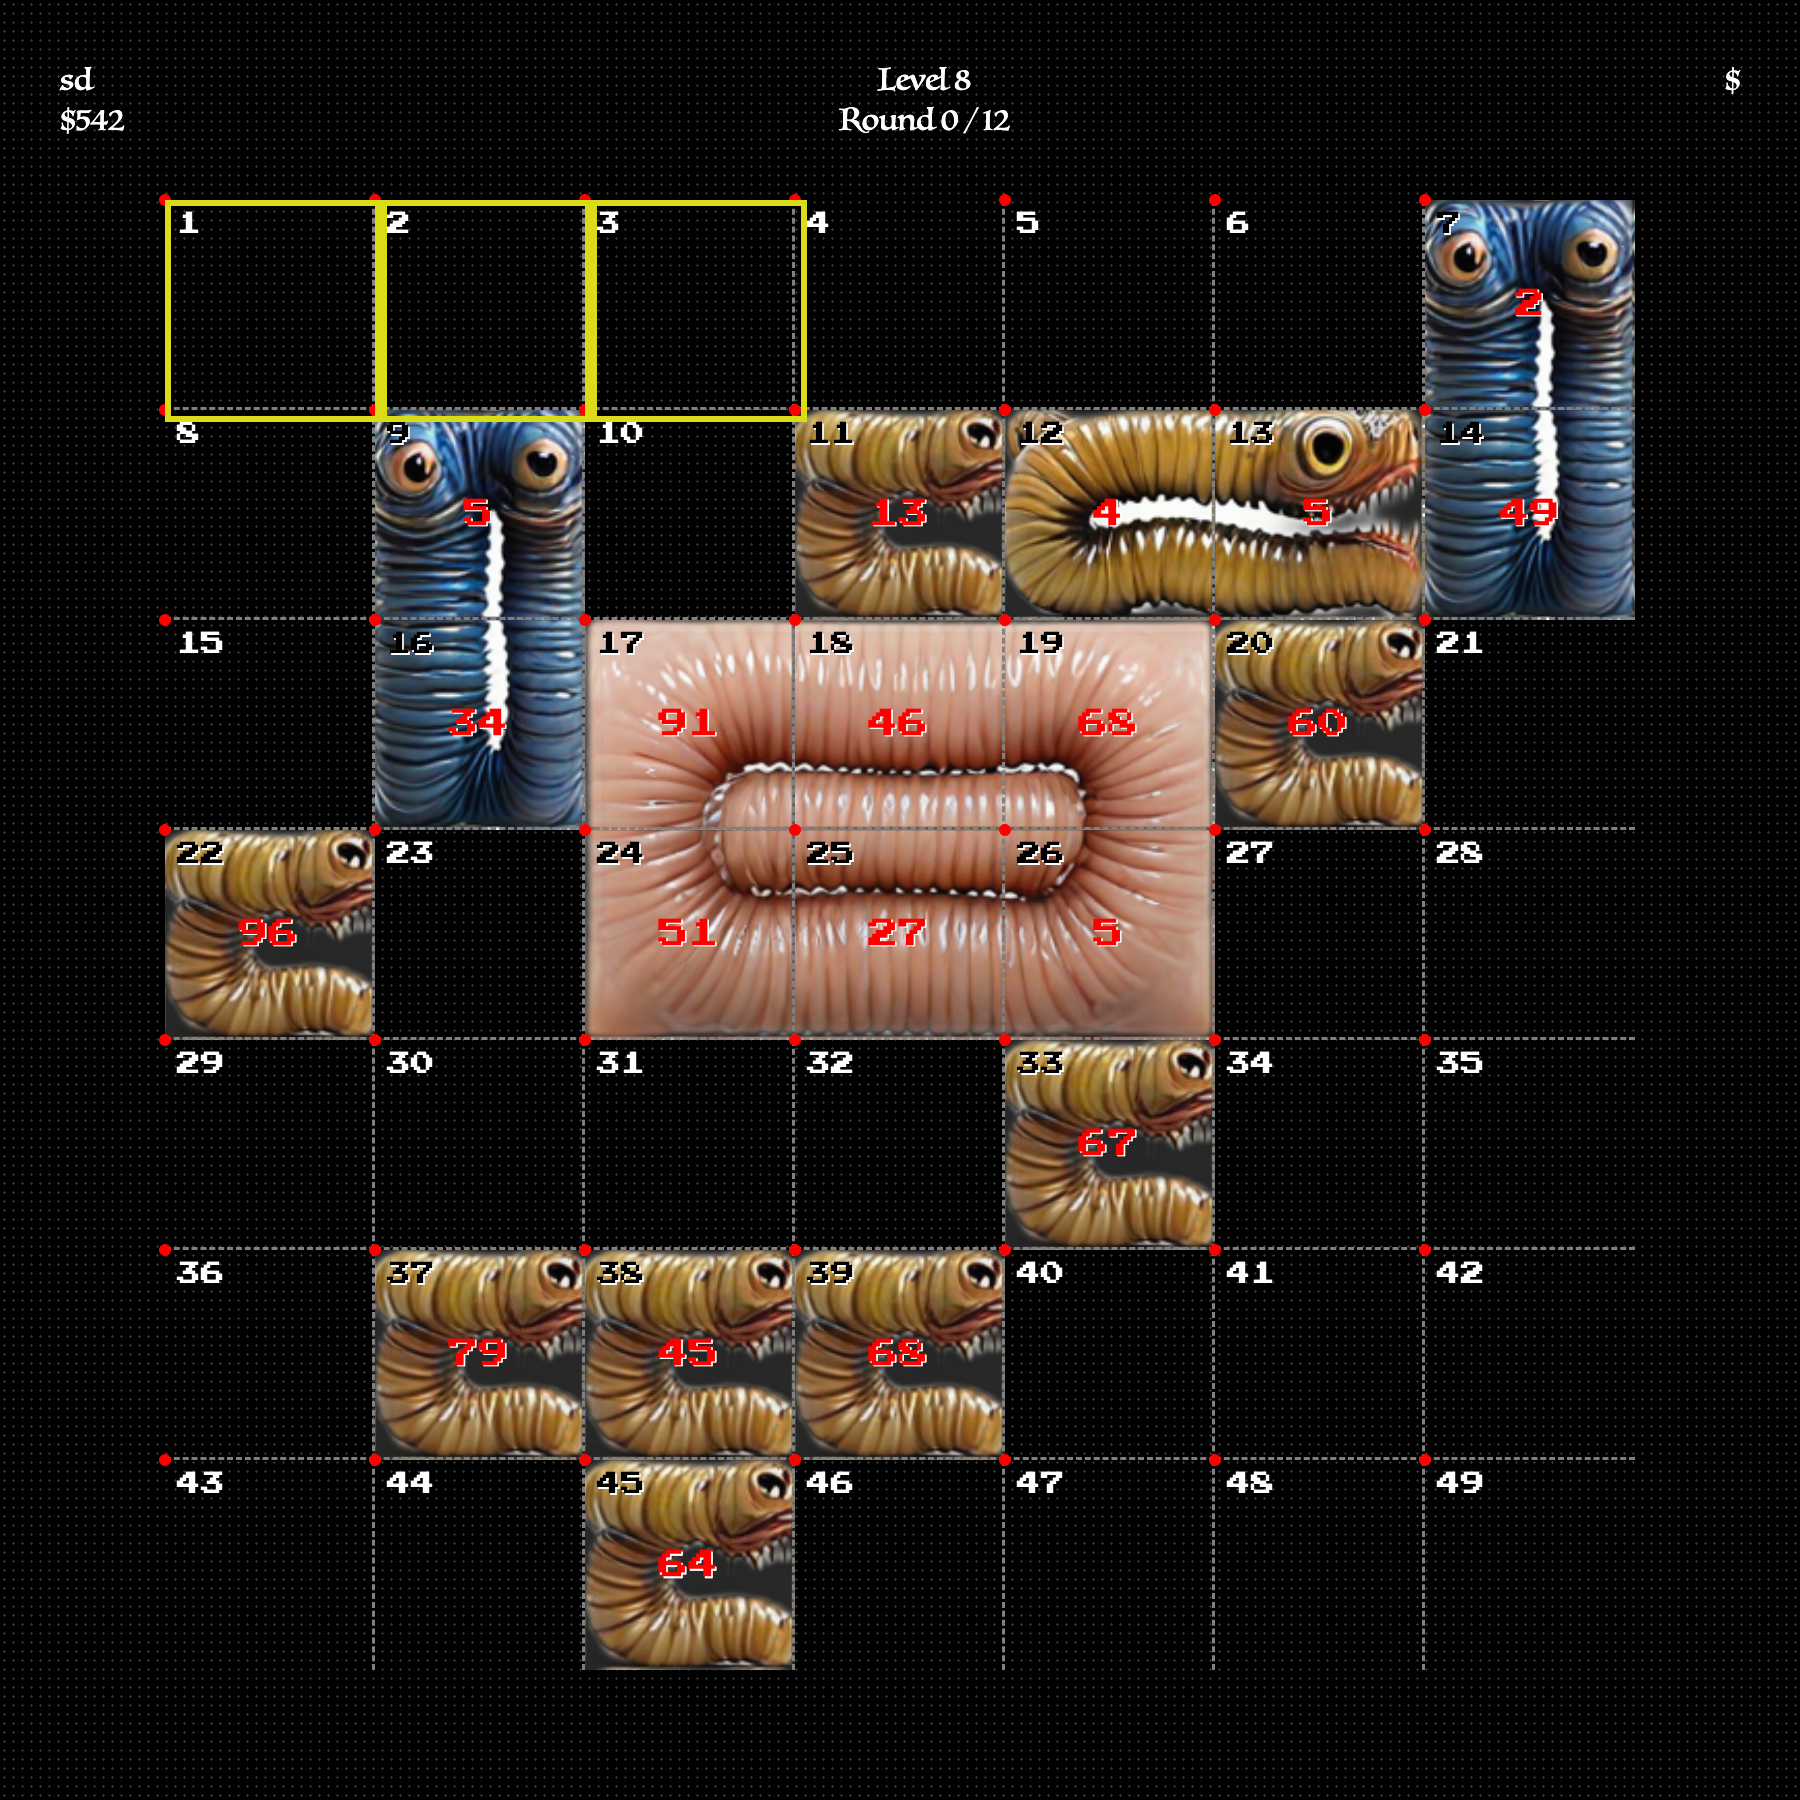 sd Level 8 $
$542 Round 0 / 12
1 2 3 4 5 6 7
2
8 9 10 11 12 13 14
5 13 4 5 49
15 16 17 18 19 20 21
34 91 46 68 60
22 23 24 25 26 27 28
96 51 27 5
29 30 31 32 33 34 35
67
36 37 38 39 40 41 42
79 45 68
43 44 45 46 47 48 49
64